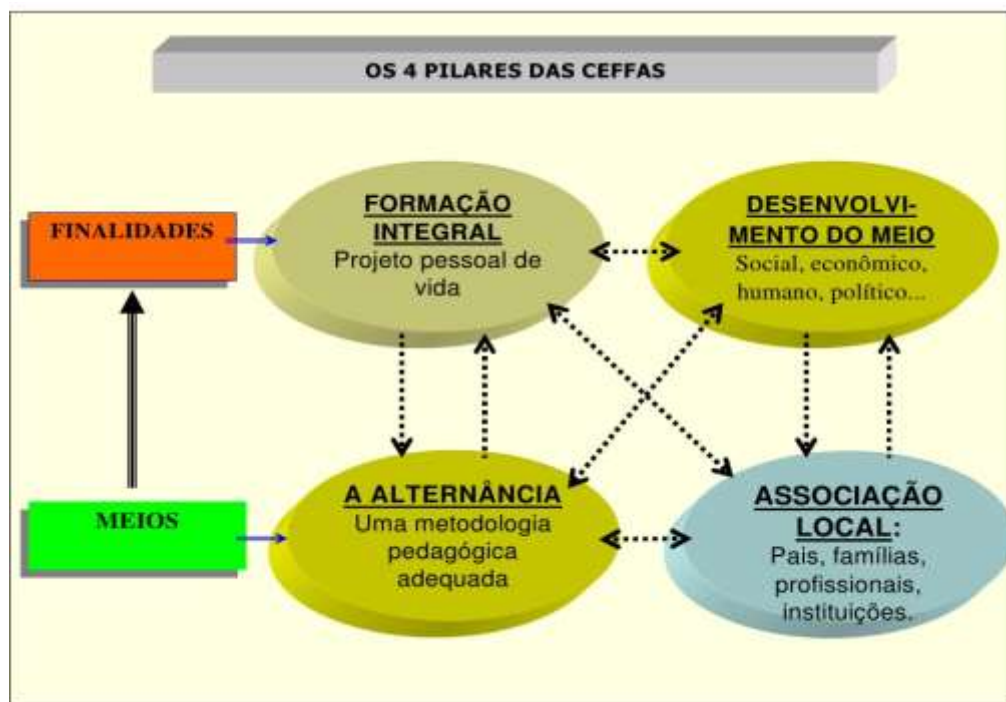 OS 4 PILARES DAS CEFFAS
FINALIDADES
FORMAÇÃO
INTEGRAL
Projeto pessoal de
vida
DESENVOLVI-
MENTO DO MEIO
Social, econômico,
humano, político...
MEIOS
A ALTERNÂNCIA
Uma metodologia
pedagógica
adequada
ASSOCIAÇÃO
LOCAL:
Pais, famílias,
profissionais,
instituições.